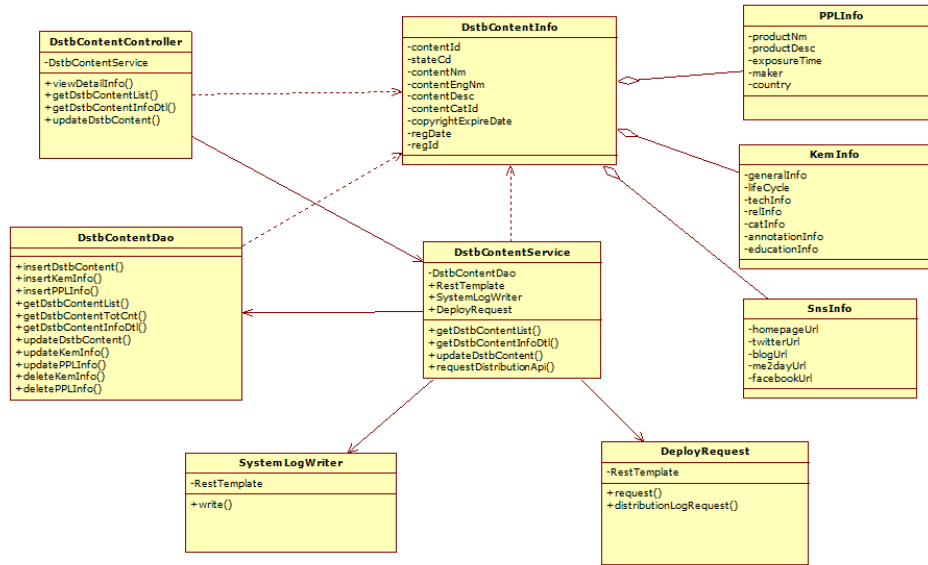 DstbContentController
-DstbContentService
+viewDetailInfo()
+getDstbContentList()
+getDstbContentInfoDtl()
+updateDstbContent()
DstbContentInfo
-contentId
-stateCd
-contentNm
-contentEngNm
-contentDesc
-contentCatId
-copyrightExpireDate
-regDate
-regId
PPLInfo
-productNm
-productDesc
-exposureTime
-maker
-country
KemInfo
-generalInfo
-lifeCycle
-techInfo
-relInfo
-catInfo
-annotationInfo
-educationInfo
DstbContentDao
+insertDstbContent()
+insertKemInfo()
+insertPPLInfo()
+getDstbContentList()
+getDstbContentTotCnt()
+getDstbContentInfoDtl()
+updateDstbContent()
+updateKemInfo()
+updatePPLInfo()
+deleteKemInfo()
+deletePPLInfo()
DstbContentService
-DstbContentDao
+RestTemplate
+SystemLogWriter
+DeployRequest
+getDstbContentList()
+getDstbContentInfoDtl()
+updateDstbContent()
+requestDistributionApi()
SnsInfo
-homepageUrl
-twitterUrl
-blogUrl
-me2dayUrl
-facebookUrl
SystemLogWriter
-RestTemplate
+write()
DeployRequest
-RestTemplate
+request()
+distributionLogRequest()